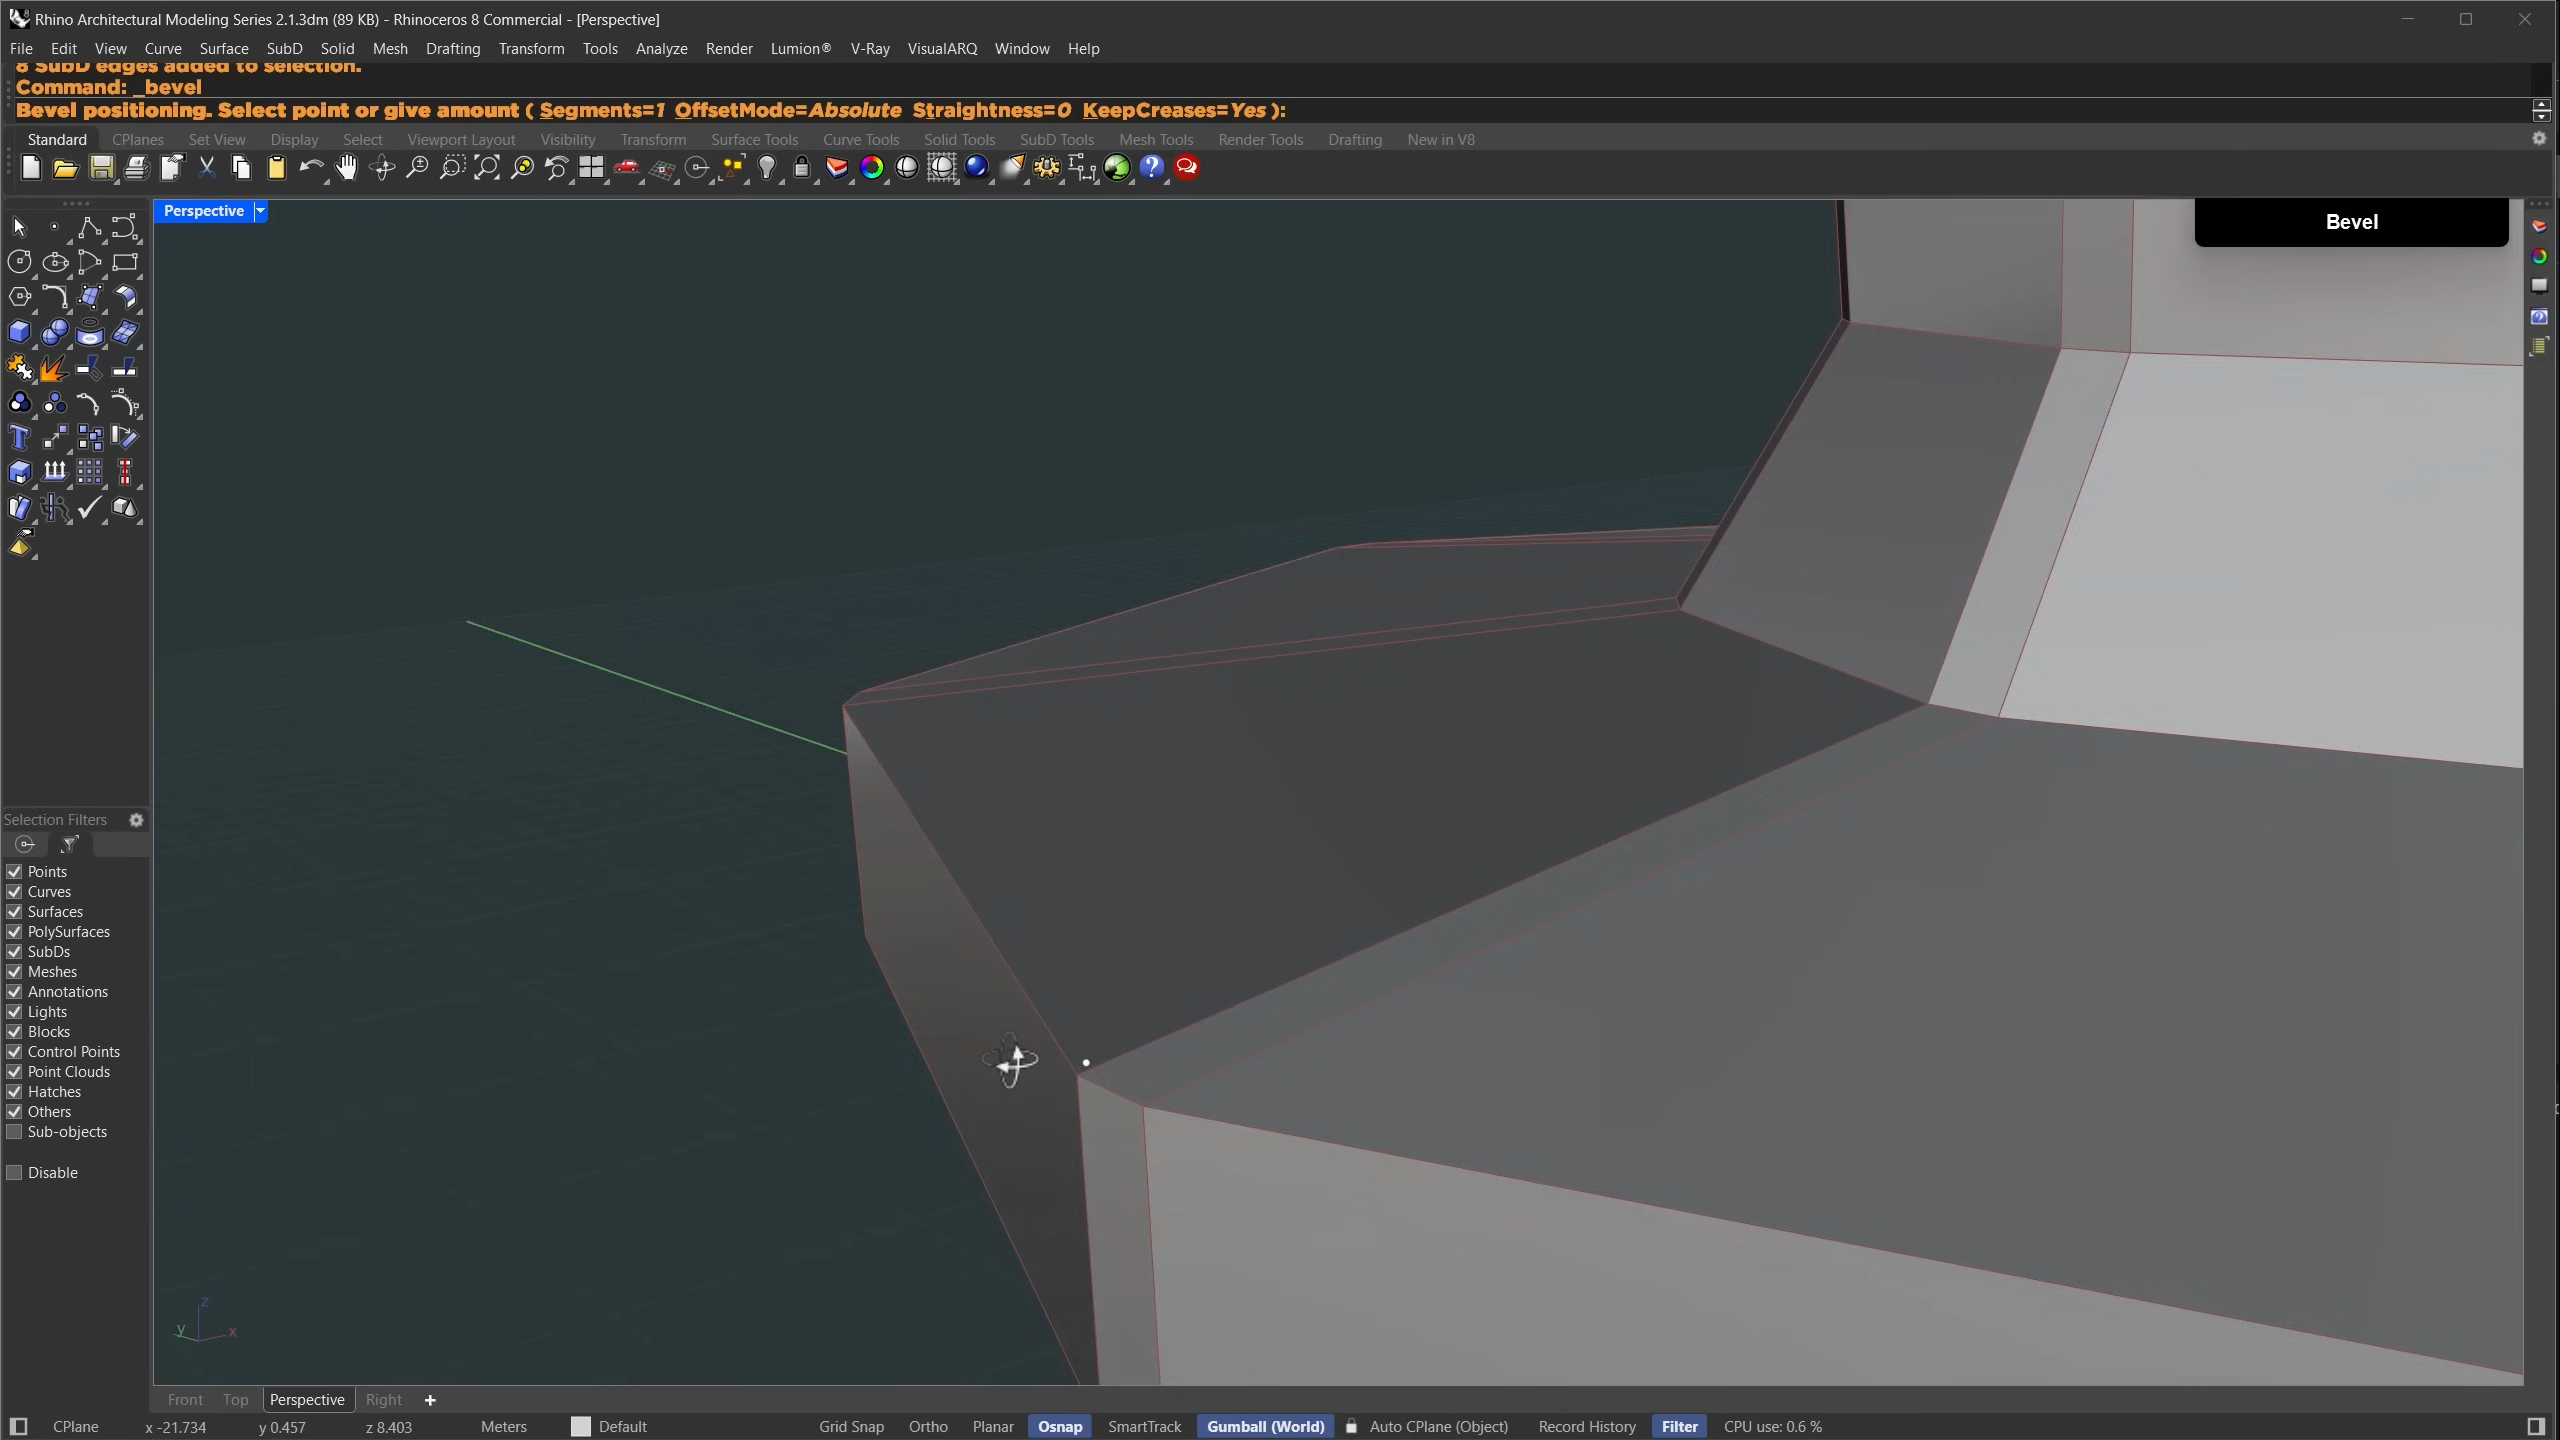 Rhino Architectural Modeling Series 2.1.3dm (89 KB) - Rhinoceros 8 Commercial - [Perspective]
File Edit View Curve Surface SubD Solid Mesh Drafting Transform Tools Analyze Render Lumion® V-Ray VisualARQ Window Help
8 SubD edges added to selection.
Command: _bevel
Bevel positioning. Select point or give amount ( Segments=1 OffsetMode=Absolute Straightness=0 KeepCreases=Yes ):
Standard CPlanes Set View Display Select Viewport Layout Visibility Transform Surface Tools Curve Tools Solid Tools SubD Tools Mesh Tools Render Tools Drafting New in V8
Perspective
Bevel
Selection Filters
Points
Curves
Surfaces
PolySurfaces
SubDs
Meshes
Annotations
Lights
Blocks
Control Points
Point Clouds
Hatches
Others
Sub-objects
Disable
z
y x
Front Top Perspective Right +
CPlane x -21.734 y 0.457 z 8.403 Meters Default Grid Snap Ortho Planar Osnap SmartTrack Gumball (World) Auto CPlane (Object) Record History Filter CPU use: 0.6 %